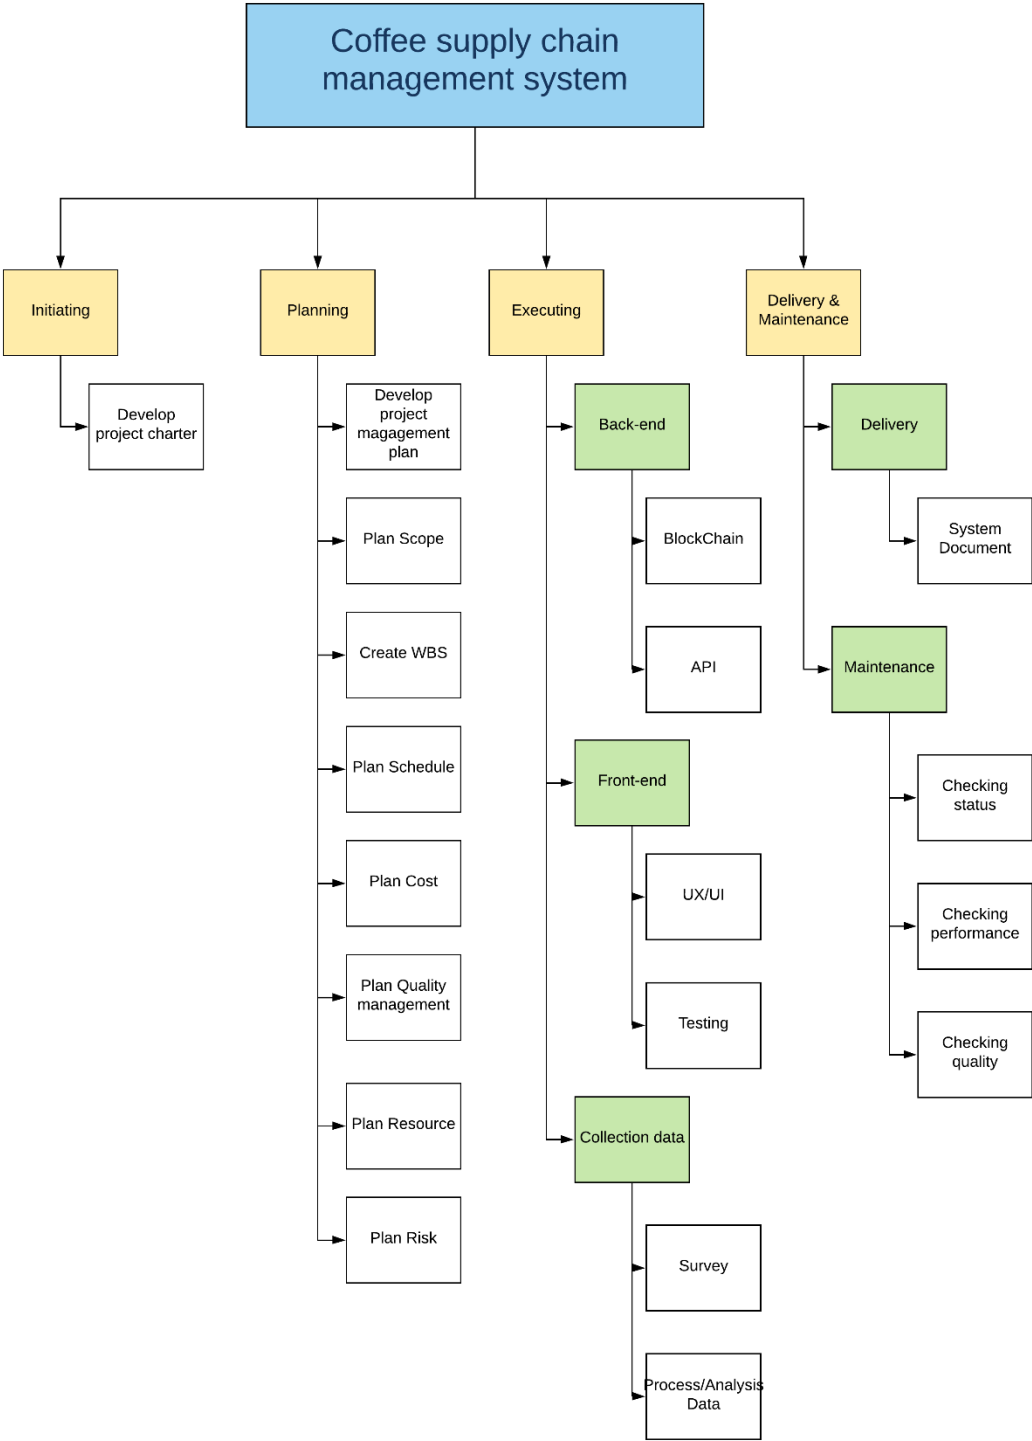 Coffee supply chain
management system
Initiating
Planning
Executing
Delivery &
Maintenance
Develop
project charter
Develop
project
magagement
plan
Plan Scope
Create WBS
Plan Schedule
Plan Cost
Plan Quality
management
Plan Resource
Plan Risk
Back-end
BlockChain
API
Front-end
UX/UI
Testing
Collection data
Survey
Process/Analysis
Data
Delivery
System
Document
Maintenance
Checking
status
Checking
performance
Checking
quality